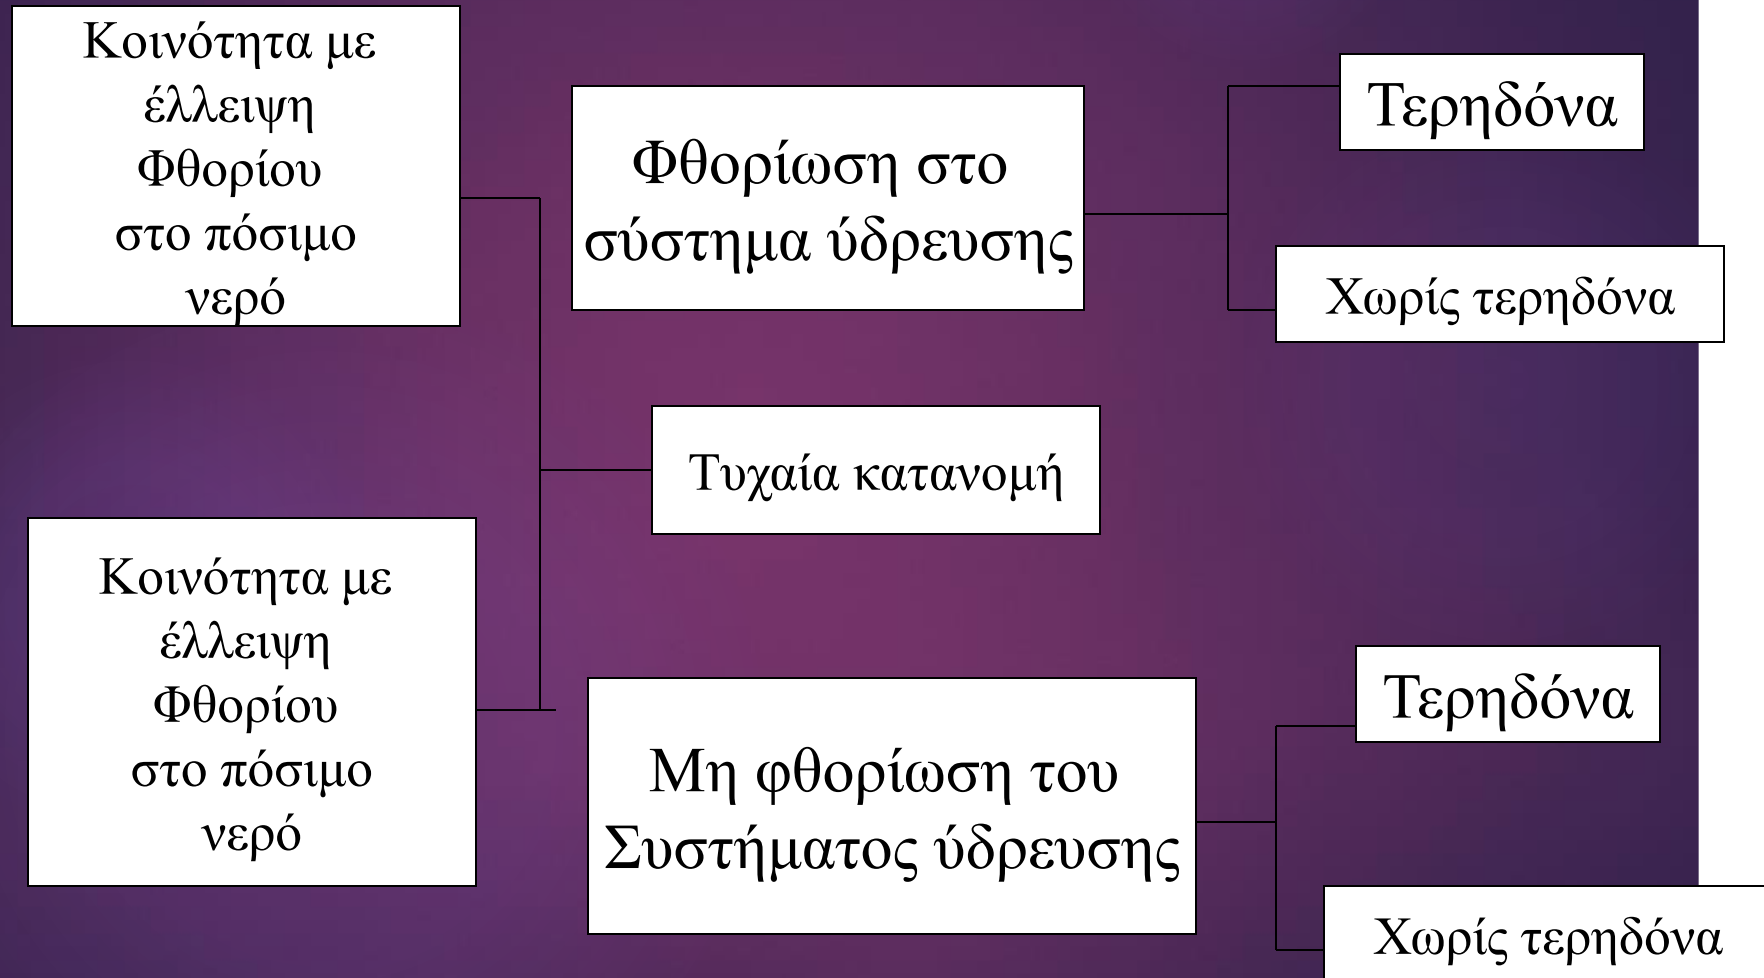 Κοινότητα με
έλλειψη
Φθορίου
στο πόσιμο
νερό
Φθορίωση στο
σύστημα ύδρευσης
Τερηδόνα
Χωρίς τερηδόνα
Τυχαία κατανομή
Κοινότητα με
έλλειψη
Φθορίου
στο πόσιμο
νερό
Μη φθορίωση του
Συστήματος ύδρευσης
Τερηδόνα
Χωρίς τερηδόνα